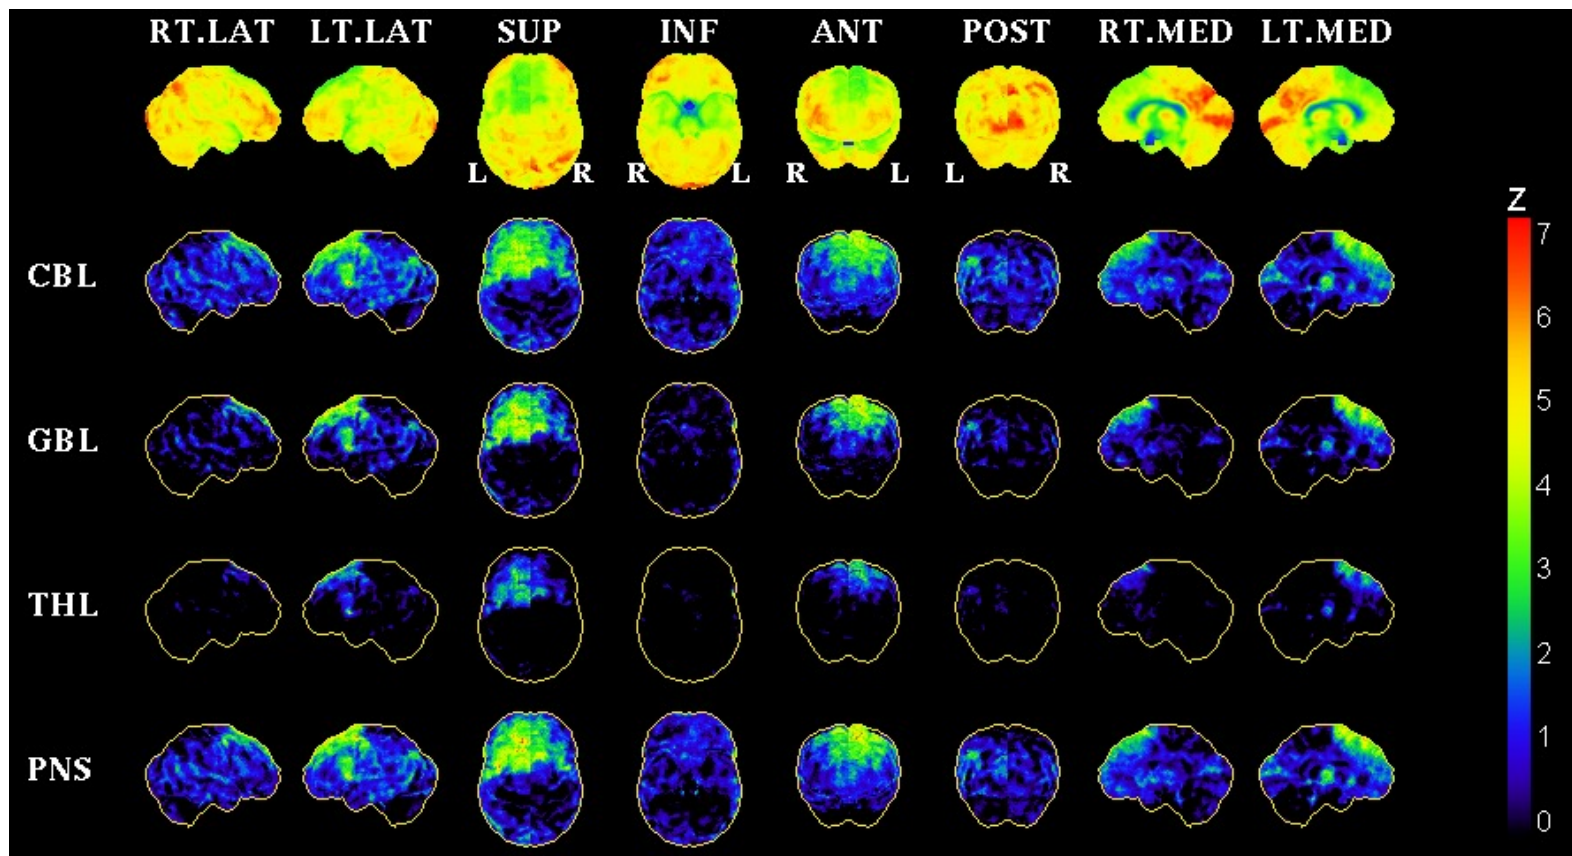 RT.LAT LT.LAT SUP INF ANT POST RT.MED LT.MED
L R R L R L L R
Z
7
CBL
6
5
GBL
4
3
THL
2
1
PNS
0